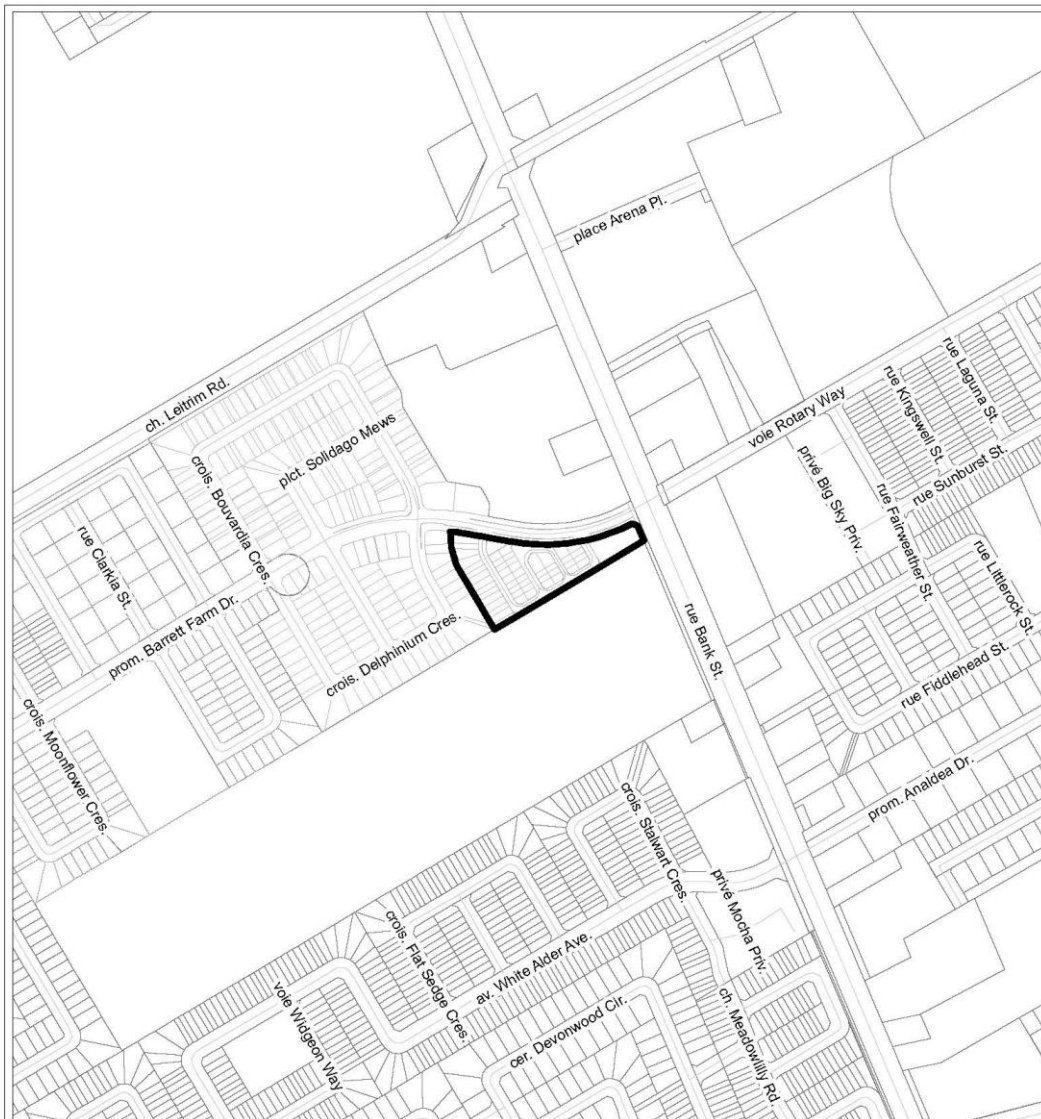 place Arena Pl.
ch. Leitrim Rd.
rue Laguna St.
rue Kingswell St.
voie Rotary Way
plct. Solidago Mews
crois. Bouvardia Cres.
rue Sunburst St.
privé Big Sky Priv.
rue Fairweather St.
rue Clarkia St.
rue Littlerock St.
prom. Barrett Farm Dr.
crois. Delphinium Cres.
rue Bank St.
rue Fiddlehead St.
crois. Moonflower Cres.
prom. Analdea Dr.
crois. Stalwart Cres.
privé Mocha Priv.
crois. Flat Sedge Cres.
av. White Alder Ave.
voie Widgeon Way
cer. Devonwood Cir.
ch. Meadowlilly Rd.